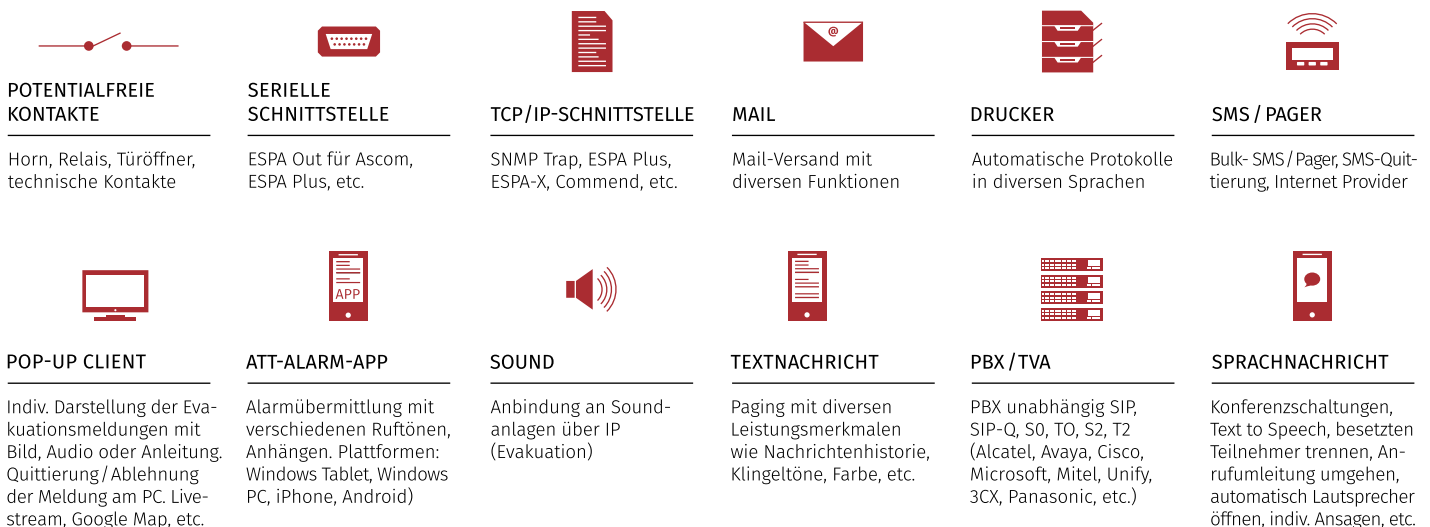 @
POTENTIALFREIE
KONTAKTE
Horn, Relais, Türöffner,
technische Kontakte
SERIELLE
SCHNITTSTELLE
ESPA Out für Ascom,
ESPA Plus, etc.
TCP/IP-SCHNITTSTELLE
SNMP Trap, ESPA Plus,
ESPA-X, Commend, etc.
MAIL
Mail-Versand mit
diversen Funktionen
DRUCKER
Automatische Protokolle
in diversen Sprachen
SMS / PAGER
Bulk- SMS / Pager, SMS-Quit-
tierung, Internet Provider
POP-UP CLIENT
Indiv. Darstellung der Eva-
kuationsmeldungen mit
Bild, Audio oder Anleitung.
Quittierung / Ablehnung
der Meldung am PC. Live-
stream, Google Map, etc.
APP
ATT-ALARM-APP
Alarmübermittlung mit
verschiedenen Ruftönen,
Anhängen. Plattformen:
Windows Tablet, Windows
PC, iPhone, Android)
SOUND
Anbindung an Sound-
anlagen über IP
(Evakuation)
TEXTNACHRICHT
Paging mit diversen
Leistungsmerkmalen
wie Nachrichtenhistorie,
Klingeltöne, Farbe, etc.
PBX / TVA
PBX unabhängig SIP,
SIP-Q, S0, TO, S2, T2
(Alcatel, Avaya, Cisco,
Microsoft, Mitel, Unify,
3CX, Panasonic, etc.)
SPRACHNACHRICHT
Konferenzschaltungen,
Text to Speech, besetzten
Teilnehmer trennen, An-
rufumleitung umgehen,
automatisch Lautsprecher
öffnen, indiv. Ansagen, etc.